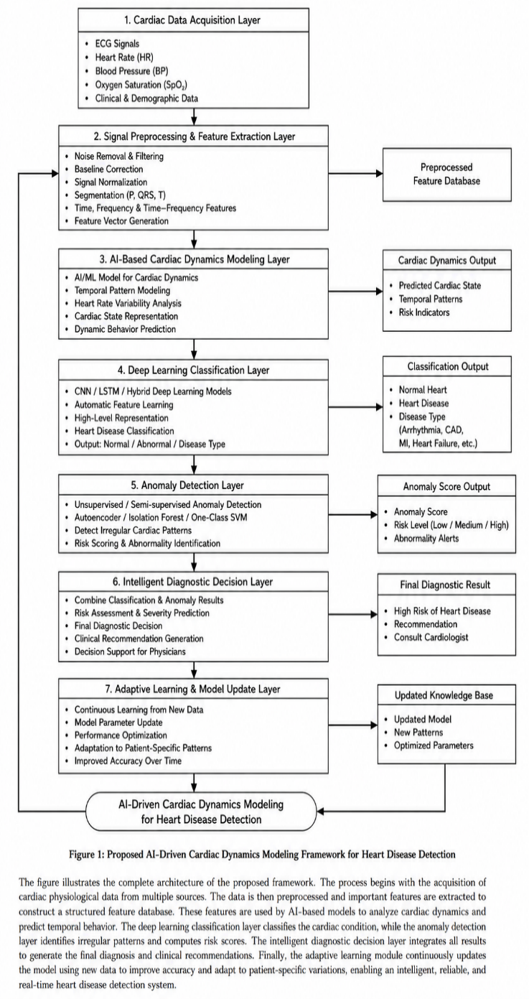 1. Cardiac Data Acquisition Layer
• ECG Signals
• Heart Rate (HR)
• Blood Pressure (BP)
• Oxygen Saturation (SpO₂)
• Clinical & Demographic Data
2. Signal Preprocessing & Feature Extraction Layer
• Noise Removal & Filtering
• Baseline Correction
• Signal Normalization
• Segmentation (P, QRS, T)
• Time, Frequency & Time–Frequency Features
• Feature Vector Generation
Preprocessed
Feature Database
3. AI-Based Cardiac Dynamics Modeling Layer
• AI/ML Model for Cardiac Dynamics
• Temporal Pattern Modeling
• Heart Rate Variability Analysis
• Cardiac State Representation
• Dynamic Behavior Prediction
Cardiac Dynamics Output
• Predicted Cardiac State
• Temporal Patterns
• Risk Indicators
4. Deep Learning Classification Layer
• CNN / LSTM / Hybrid Deep Learning Models
• Automatic Feature Learning
• High-Level Representation
• Heart Disease Classification
• Output: Normal / Abnormal / Disease Type
Classification Output
• Normal Heart
• Heart Disease
• Disease Type
(Arrhythmia, CAD,
MI, Heart Failure, etc.)
5. Anomaly Detection Layer
• Unsupervised / Semi-supervised Anomaly Detection
• Autoencoder / Isolation Forest / One-Class SVM
• Detect Irregular Cardiac Patterns
• Risk Scoring & Abnormality Identification
Anomaly Score Output
• Anomaly Score
• Risk Level (Low / Medium / High)
• Abnormality Alerts
6. Intelligent Diagnostic Decision Layer
• Combine Classification & Anomaly Results
• Risk Assessment & Severity Prediction
• Final Diagnostic Decision
• Clinical Recommendation Generation
• Decision Support for Physicians
Final Diagnostic Result
• High Risk of Heart Disease
• Recommendation
• Consult Cardiologist
7. Adaptive Learning & Model Update Layer
• Continuous Learning from New Data
• Model Parameter Update
• Performance Optimization
• Adaptation to Patient-Specific Patterns
• Improved Accuracy Over Time
Updated Knowledge Base
• Updated Model
• New Patterns
• Optimized Parameters
AI-Driven Cardiac Dynamics Modeling
for Heart Disease Detection
Figure 1: Proposed AI-Driven Cardiac Dynamics Modeling Framework for Heart Disease Detection
The figure illustrates the complete architecture of the proposed framework. The process begins with the acquisition of
cardiac physiological data from multiple sources. The data is then preprocessed and important features are extracted to
construct a structured feature database. These features are used by AI-based models to analyze cardiac dynamics and
predict temporal behavior. The deep learning classification layer classifies the cardiac condition, while the anomaly detection
layer identifies irregular patterns and computes risk scores. The intelligent diagnostic decision layer integrates all results
to generate the final diagnosis and clinical recommendations. Finally, the adaptive learning module continuously updates
the model using new data to improve accuracy and adapt to patient-specific variations, enabling an intelligent, reliable, and
real-time heart disease detection system.